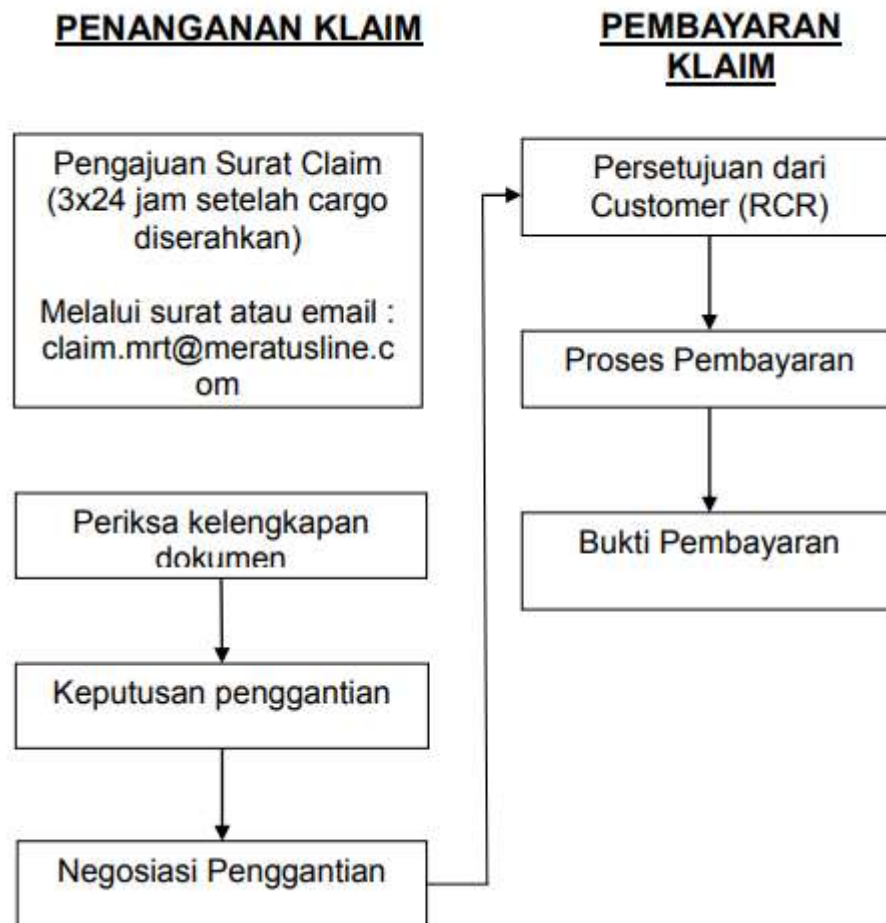 PENANGANAN KLAIM
Pengajuan Surat Claim
(3x24 jam setelah cargo
diserahkan)
Melalui surat atau email :
claim.mrt@meratusline.c
om
Periksa kelengkapan
dokumen
Keputusan penggantian
Negosiasi Penggantian
PEMBAYARAN
KLAIM
Persetujuan dari
Customer (RCR)
Proses Pembayaran
Bukti Pembayaran